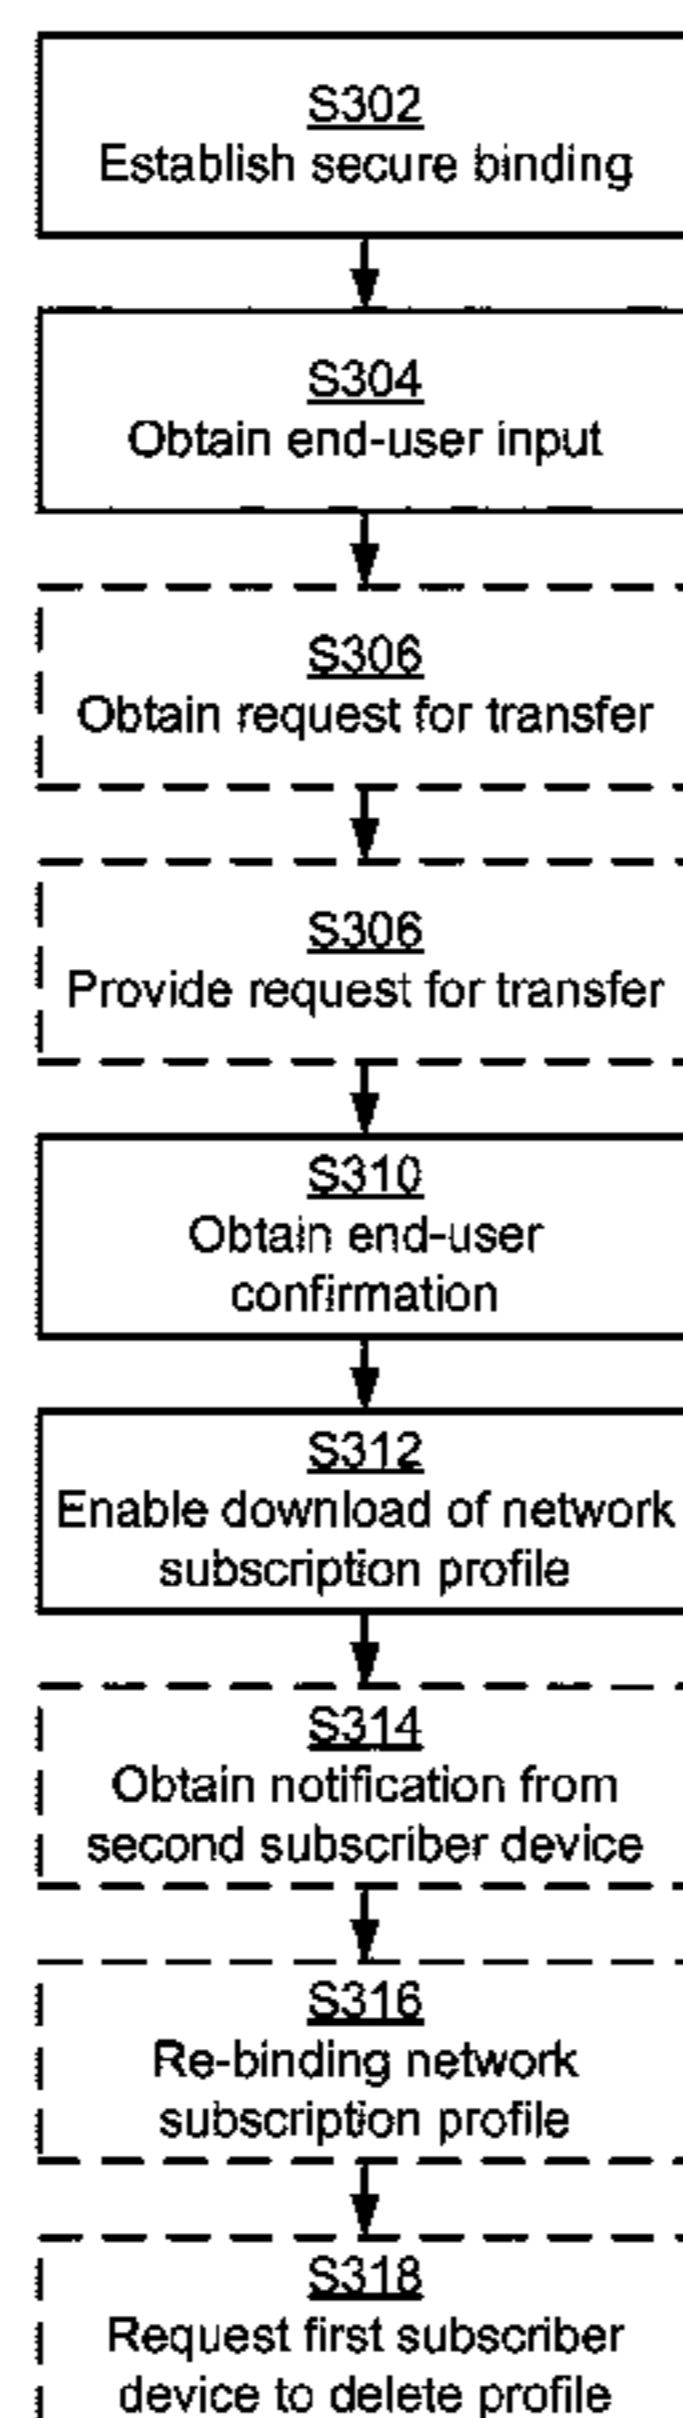 S302
Establish secure binding
S304
Obtain end-user input
S306
Obtain request for transfer
S306
Provide request for transfer
S310
Obtain end-user
confirmation
S312
Enable download of network
subscription profile
S314
Obtain notification from
second subscriber device
S316
Re-binding network
subscription profile
S318
Request first subscriber
device to delete profile